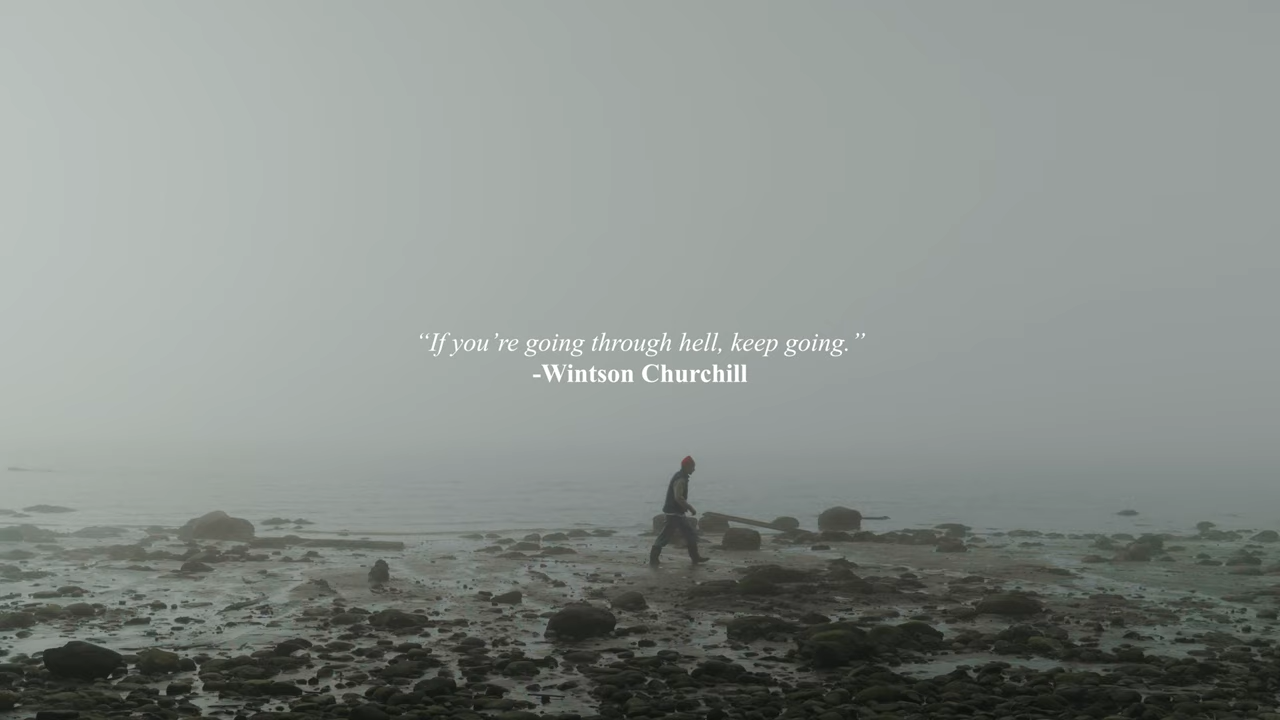 “If you’re going through hell, keep going.”
-Wintson Churchill